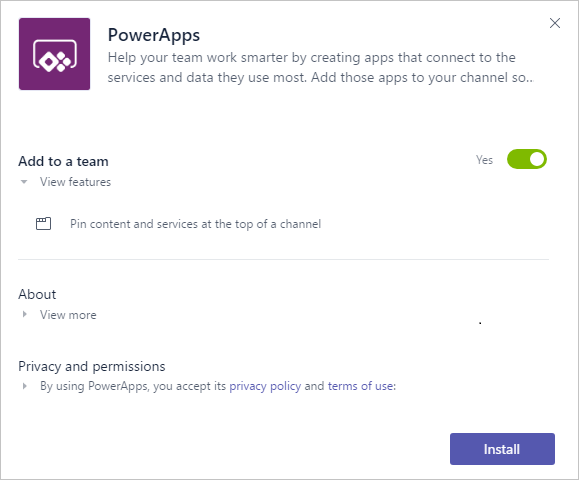 PowerApps
Help your team work smarter by creating apps that connect to the
services and data they use most. Add those apps to your channel so..
Add to a team
Yes
View features
Pin content and services at the top of a channel
About
View more
Privacy and permissions
By using PowerApps, you accept its privacy policy and terms of use:
Install